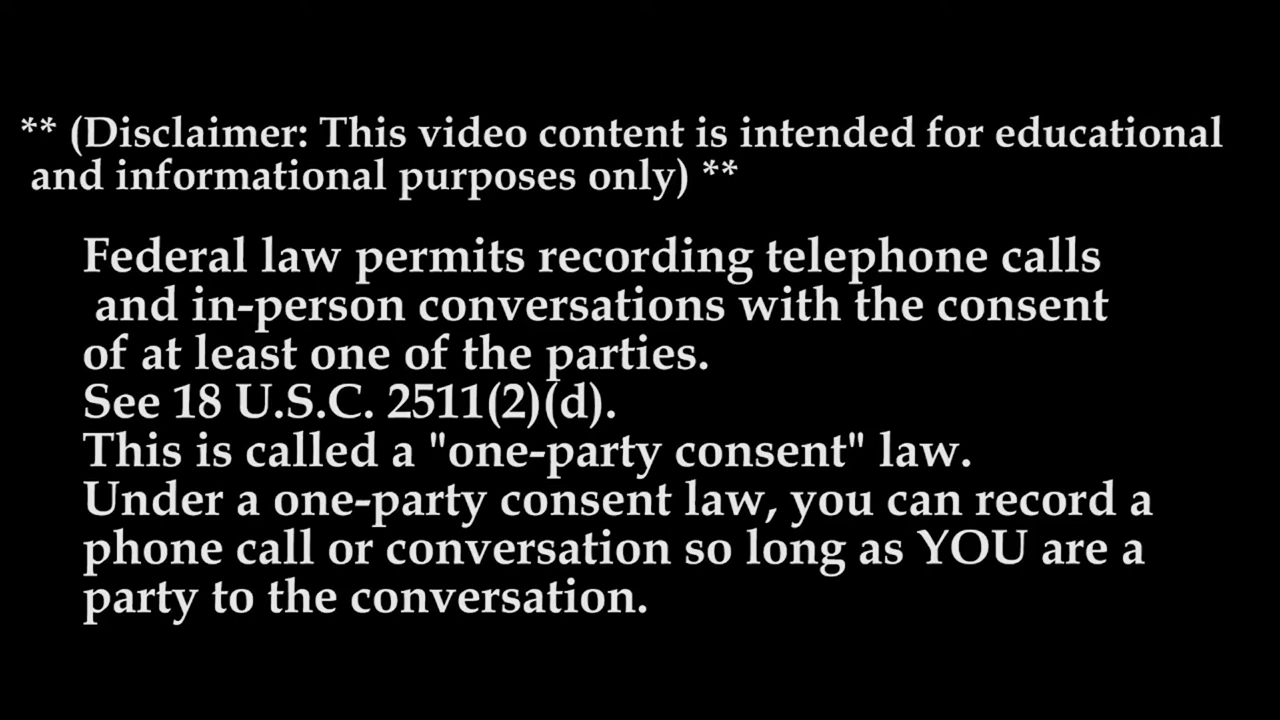 ** (Disclaimer: This video content is intended for educational
and informational purposes only) **
Federal law permits recording telephone calls
and in-person conversations with the consent
of at least one of the parties.
See 18 U.S.C. 2511(2)(d).
This is called a "one-party consent" law.
Under a one-party consent law, you can record a
phone call or conversation so long as YOU are a
party to the conversation.